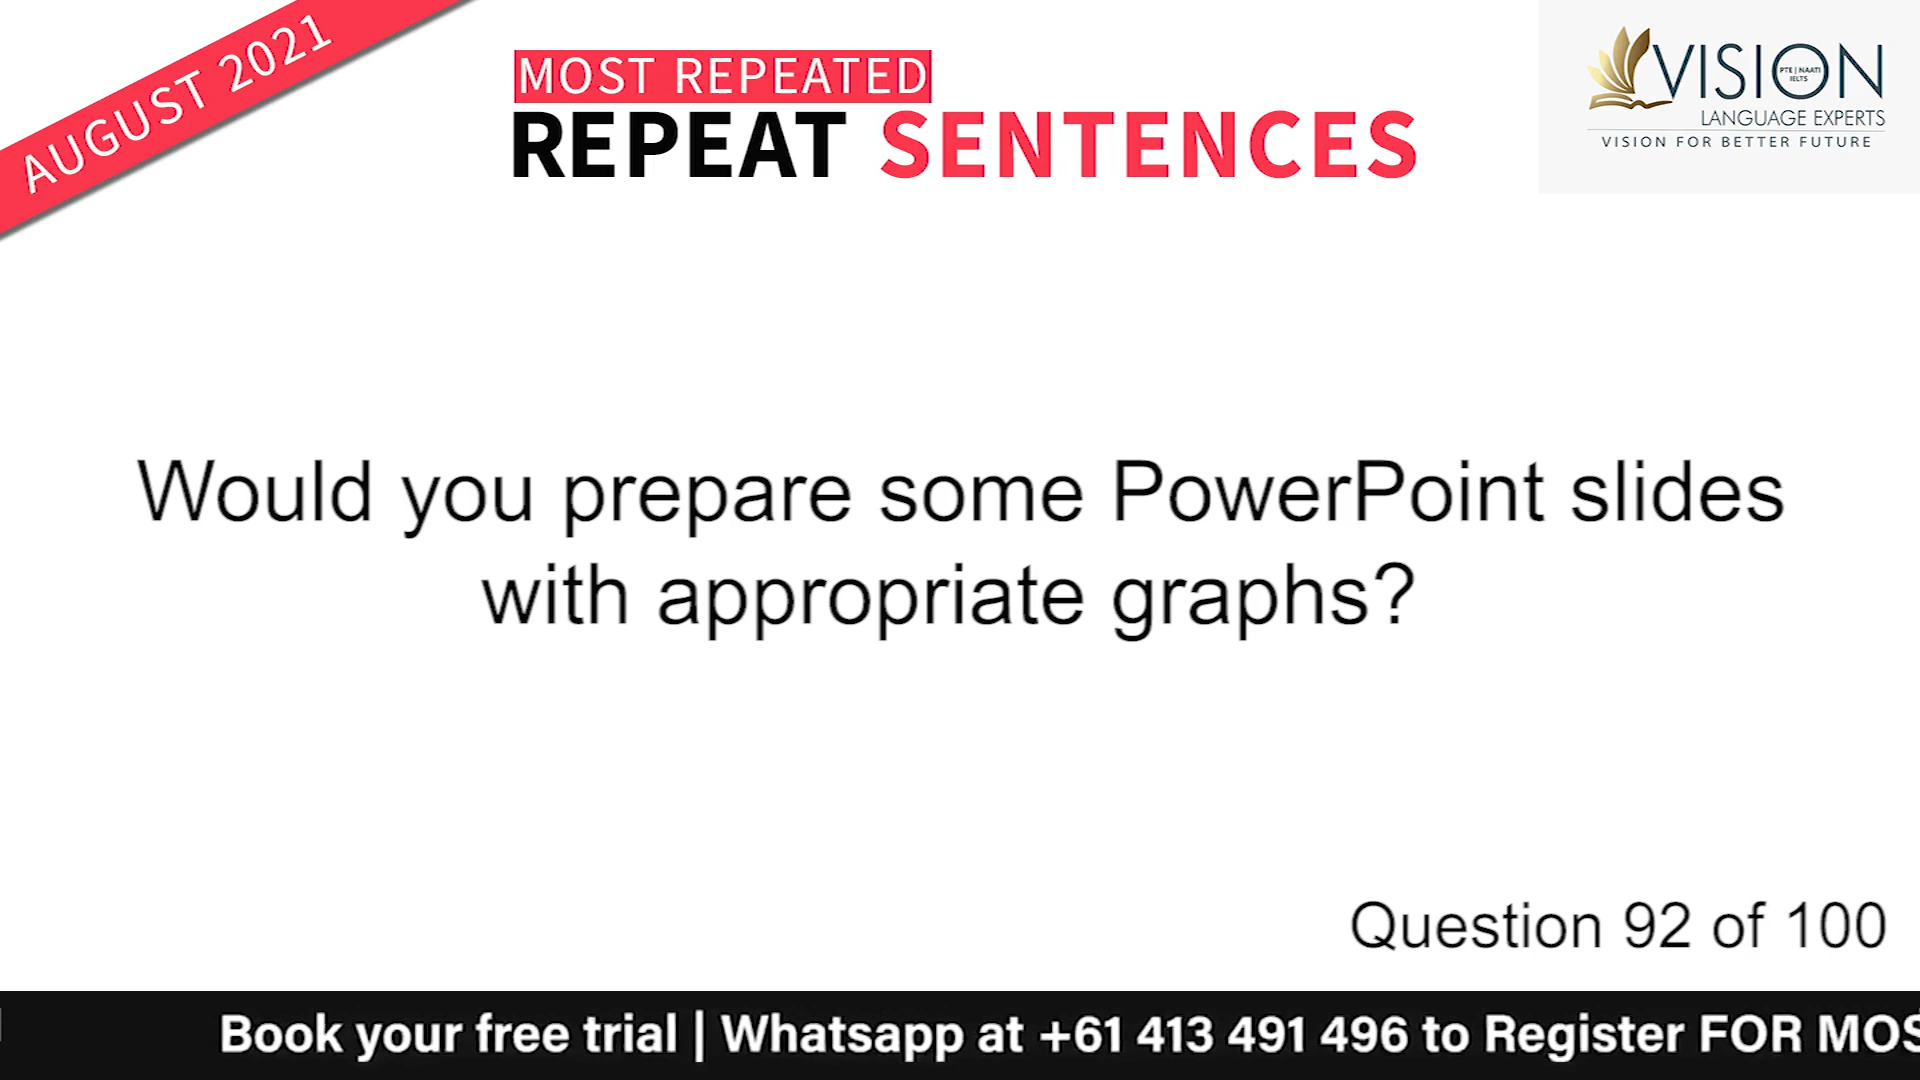 AUGUST 2021
MOST REPEATED
REPEAT SENTENCES
VISION
PTE | NAATI
IELTS
LANGUAGE EXPERTS
VISION FOR BETTER FUTURE
Would you prepare some PowerPoint slides
with appropriate graphs?
Question 92 of 100
Book your free trial | Whatsapp at +61 413 491 496 to Register FOR MOS